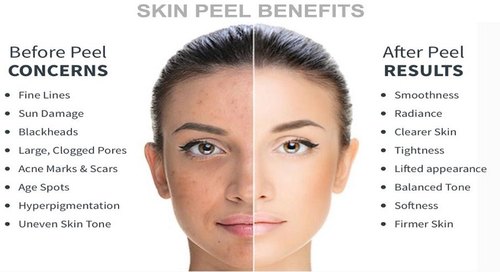 SKIN PEEL BENEFITS
Before Peel
CONCERNS
• Fine Lines
• Sun Damage
• Blackheads
• Large, Clogged Pores
• Acne Marks & Scars
• Age Spots
• Hyperpigmentation
• Uneven Skin Tone
After Peel
RESULTS
• Smoothness
• Radiance
• Clearer Skin
• Tightness
• Lifted appearance
• Balanced Tone
• Softness
• Firmer Skin